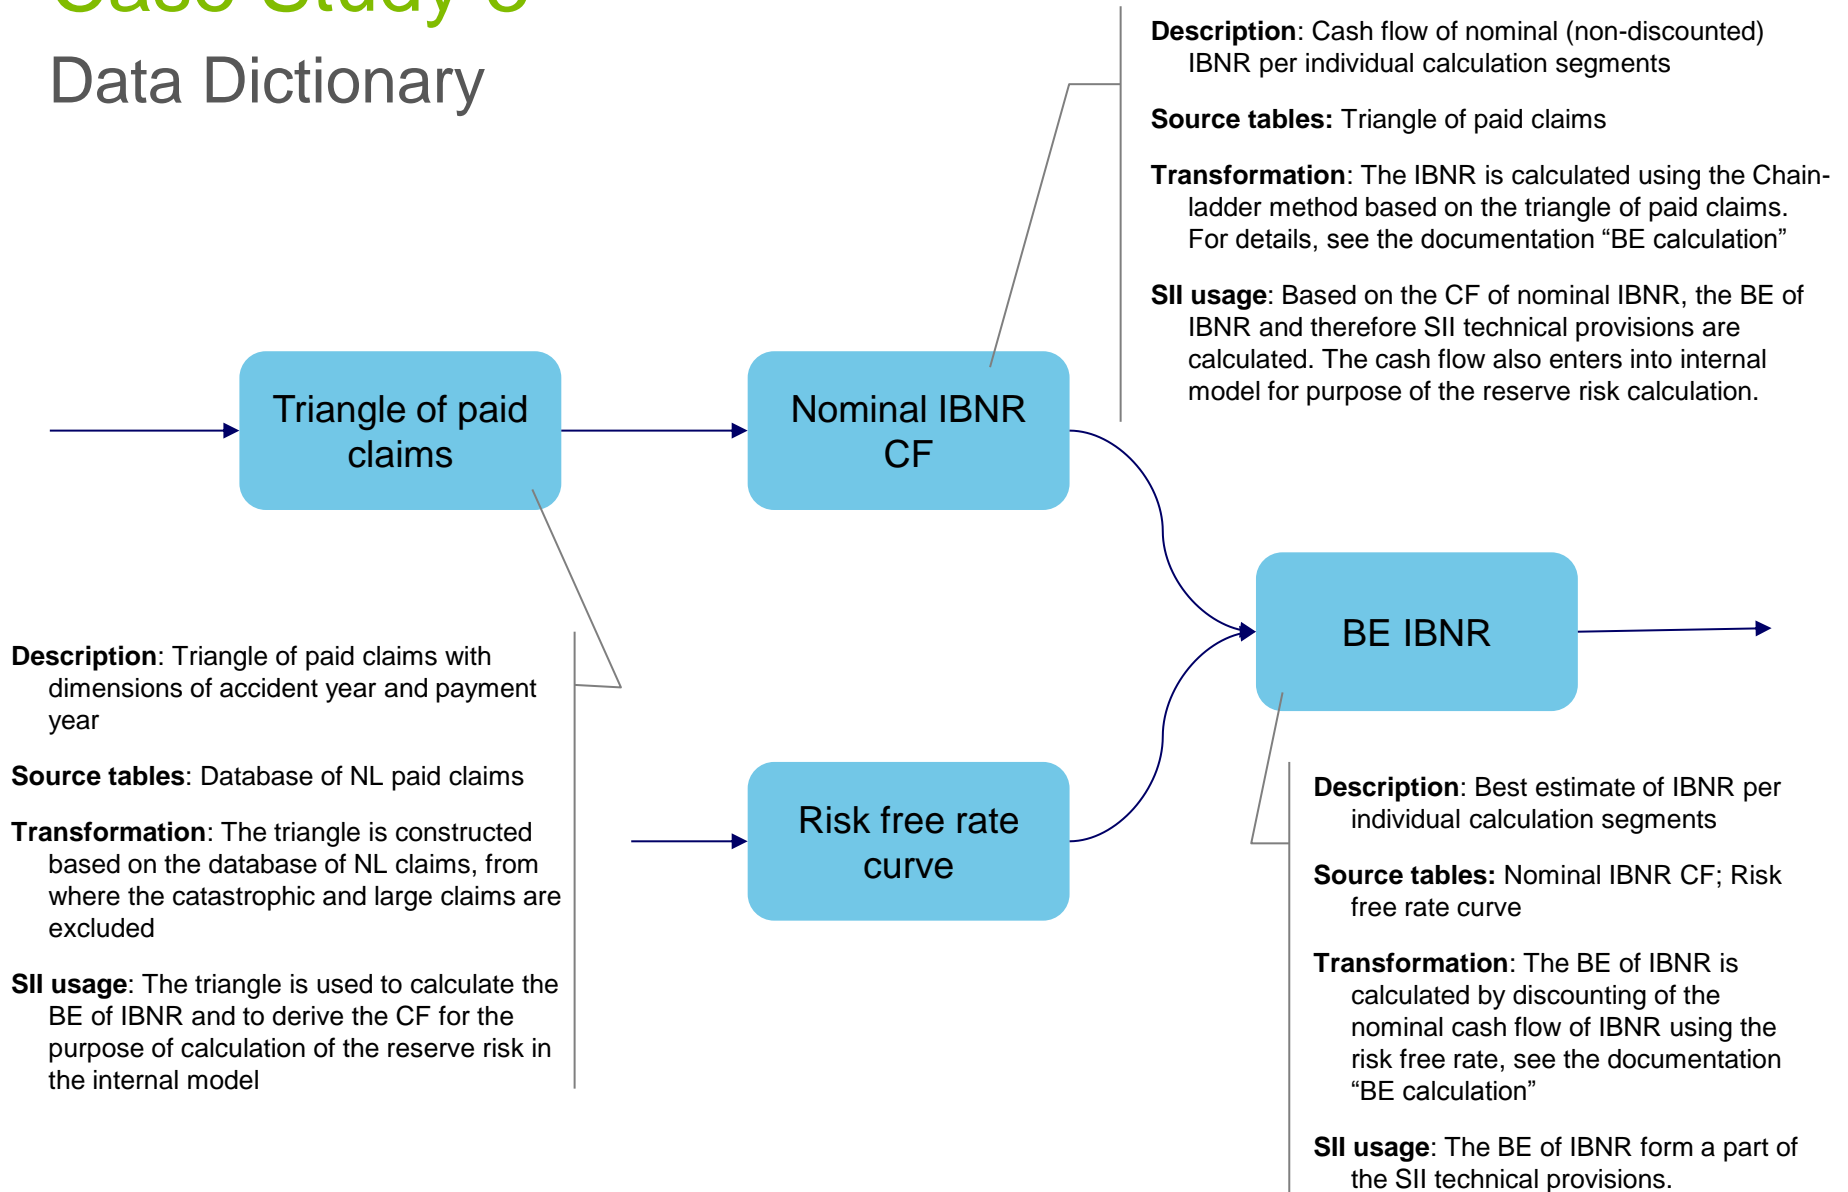 Case Study
Data Dictionary
Description: Cash flow of nominal (non-discounted)
IBNR per individual calculation segments
Source tables: Triangle of paid claims
Transformation: The IBNR is calculated using the Chain-
ladder method based on the triangle of paid claims.
For details, see the documentation “BE calculation”
SII usage: Based on the CF of nominal IBNR, the BE of
IBNR and therefore SII technical provisions are
calculated. The cash flow also enters into internal
model for purpose of the reserve risk calculation.
Triangle of paid
claims
Nominal IBNR
CF
BE IBNR
Risk free rate
curve
Description: Triangle of paid claims with
dimensions of accident year and payment
year
Source tables: Database of NL paid claims
Transformation: The triangle is constructed
based on the database of NL claims, from
where the catastrophic and large claims are
excluded
SII usage: The triangle is used to calculate the
BE of IBNR and to derive the CF for the
purpose of calculation of the reserve risk in
the internal model
Description: Best estimate of IBNR per
individual calculation segments
Source tables: Nominal IBNR CF; Risk
free rate curve
Transformation: The BE of IBNR is
calculated by discounting of the
nominal cash flow of IBNR using the
risk free rate, see the documentation
“BE calculation”
SII usage: The BE of IBNR form a part of
the SII technical provisions.